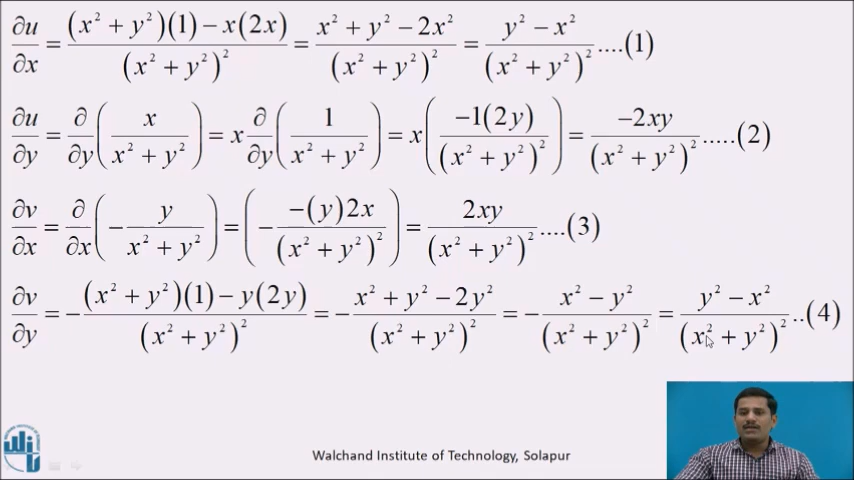 ∂u/∂x = ((x² + y²)(1) − x(2x))/(x² + y²)² = (x² + y² − 2x²)/(x² + y²)² = (y² − x²)/(x² + y²)² ....(1)
∂u/∂y = ∂/∂y (x/(x² + y²)) = x ∂/∂y (1/(x² + y²)) = x (−1(2y)/(x² + y²)²) = −2xy/(x² + y²)² .....(2)
∂v/∂x = ∂/∂x (− y/(x² + y²)) = (− −(y)2x/(x² + y²)²) = 2xy/(x² + y²)² ....(3)
∂v/∂y = − ((x² + y²)(1) − y(2y))/(x² + y²)² = − (x² + y² − 2y²)/(x² + y²)² = − (x² − y²)/(x² + y²)² = (y² − x²)/(x² + y²)² ..(4)
Walchand Institute of Technology, Solapur